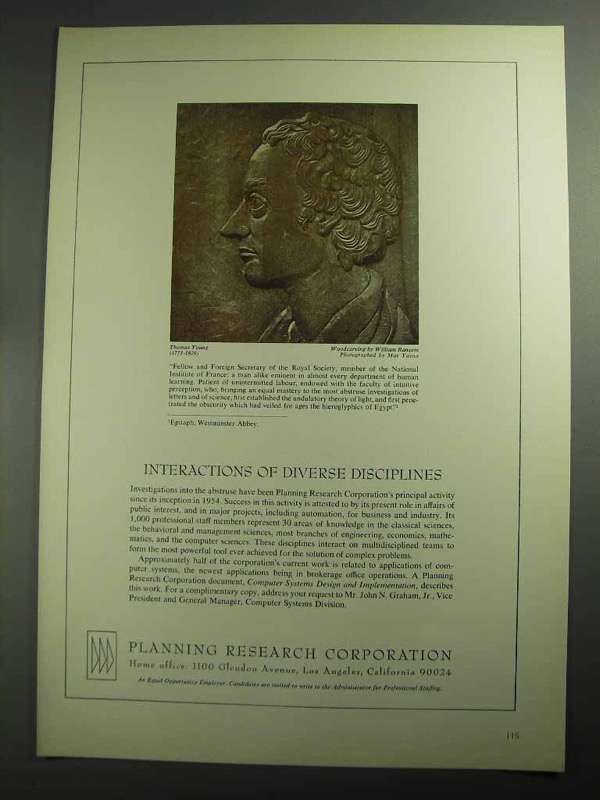 Thomas Young
(1773-1829)
Woodcarving by William Ransom
Photographed by Max Yavno
"Fellow and Foreign Secretary of the Royal Society, member of the National
Institute of France; a man alike eminent in almost every department of human
learning. Patient of unintermitted labour, endowed with the faculty of intuitive
perception, who, bringing an equal mastery to the most abstruse investigations of
letters and of science, first established the undulatory theory of light, and first pene-
trated the obscurity which had veiled for ages the hieroglyphics of Egypt"¹
¹Epitaph, Westminster Abbey.
INTERACTIONS OF DIVERSE DISCIPLINES
Investigations into the abstruse have been Planning Research Corporation's principal activity
since its inception in 1954. Success in this activity is attested to by its present role in affairs of
public interest, and in major projects, including automation, for business and industry. Its
1,000 professional staff members represent 30 areas of knowledge in the classical sciences,
the behavioral and management sciences, most branches of engineering, economics, mathe-
matics, and the computer sciences. These disciplines interact on multidisciplined teams to
form the most powerful tool ever achieved for the solution of complex problems.
Approximately half of the corporation's current work is related to applications of com-
puter systems, the newest applications being in brokerage office operations. A Planning
Research Corporation document, Computer Systems Design and Implementation, describes
this work. For a complimentary copy, address your request to Mr. John N. Graham, Jr., Vice
President and General Manager, Computer Systems Division.
PLANNING RESEARCH CORPORATION
Home office: 1100 Glendon Avenue, Los Angeles, California 90024
An Equal Opportunity Employer. Candidates are invited to write to the Administrator for Professional Staffing.
115